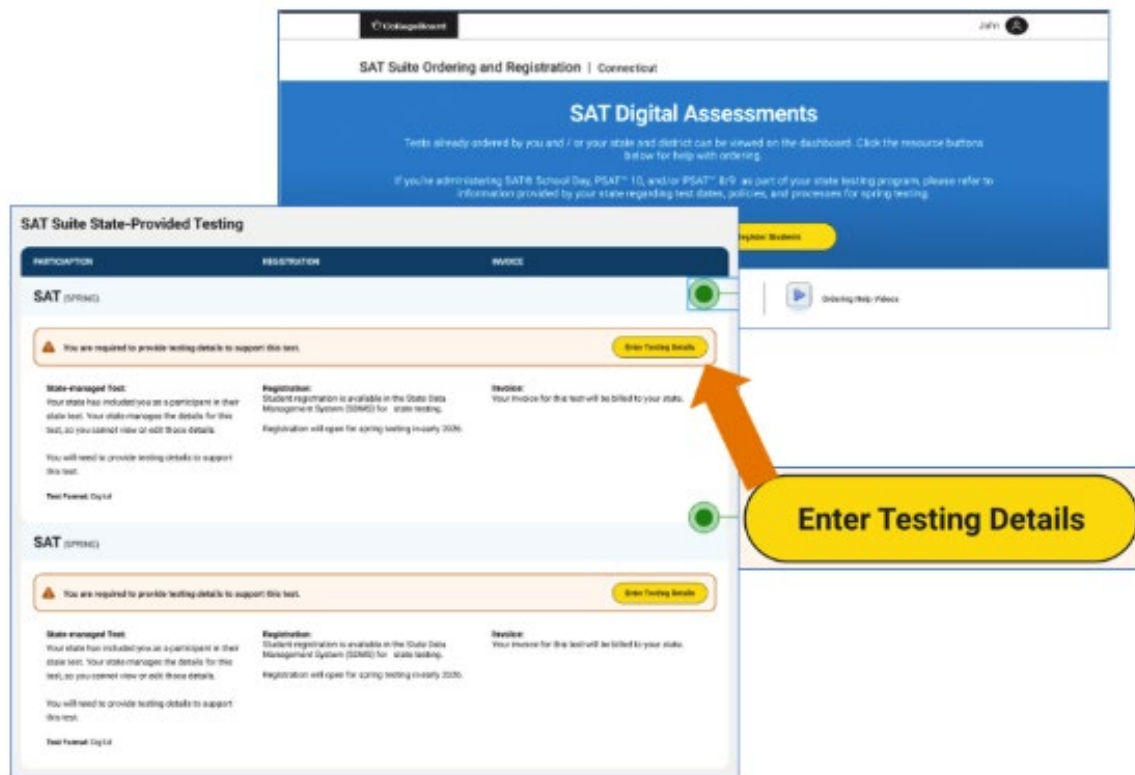 CollegeBoard
John
SAT Suite Ordering and Registration | Connecticut
SAT Digital Assessments
Tests already ordered by you and / or your state and district can be viewed on the dashboard. Click the resource buttons
below for help with ordering.
If you're administering SAT® School Day, PSAT™ 10, and/or PSAT™ 8/9 as part of your state testing program, please refer to
information provided by your state regarding test dates, policies, and processes for spring testing.
Register Students
Ordering Help Videos
SAT Suite State-Provided Testing
PARTICIAPTION REGISTRATION INVOICE
SAT (SPRING)
You are required to provide testing details to support this test.
Enter Testing Details
State-managed Test:
Your state has included you as a participant in their
state test. Your state manages the details for this
test, so you cannot view or edit those details.
You will need to provide testing details to support
this test.
Test Format: Digital
Registration:
Student registration is available in the State Data
Management System (SDMS) for state testing.
Registration will open for spring testing in early 2026.
Invoice:
Your invoice for this test will be billed to your state.
Enter Testing Details
SAT (SPRING)
You are required to provide testing details to support this test.
Enter Testing Details
State-managed Test:
Your state has included you as a participant in their
state test. Your state manages the details for this
test, so you cannot view or edit those details.
You will need to provide testing details to support
this test.
Test Format: Digital
Registration:
Student registration is available in the State Data
Management System (SDMS) for state testing.
Registration will open for spring testing in early 2026.
Invoice:
Your invoice for this test will be billed to your state.